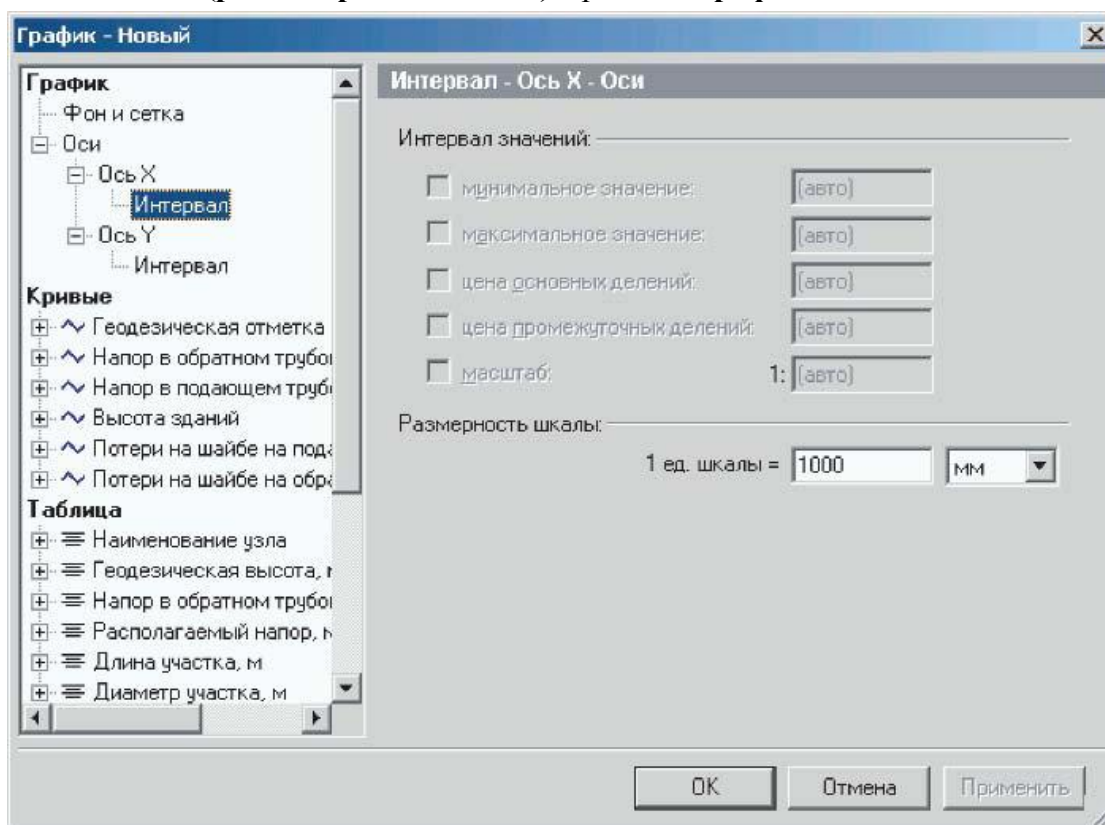 График - Новый
График
Фон и сетка
Оси
Ось X
Интервал
Ось Y
Интервал
Кривые
Геодезическая отметка
Напор в обратном трубо
Напор в подающем труб
Высота зданий
Потери на шайбе на пода
Потери на шайбе на обра
Таблица
Наименование узла
Геодезическая высота,
Напор в обратном трубо
Располагаемый напор,
Длина участка, м
Диаметр участка, м
Интервал - Ось X - Оси
Интервал значений:
минимальное значение: (авто)
максимальное значение: (авто)
цена основных делений: (авто)
цена промежуточных делений: (авто)
масштаб: 1: (авто)
Размерность шкалы:
1 ед. шкалы = 1000 мм
OK Отмена Применить